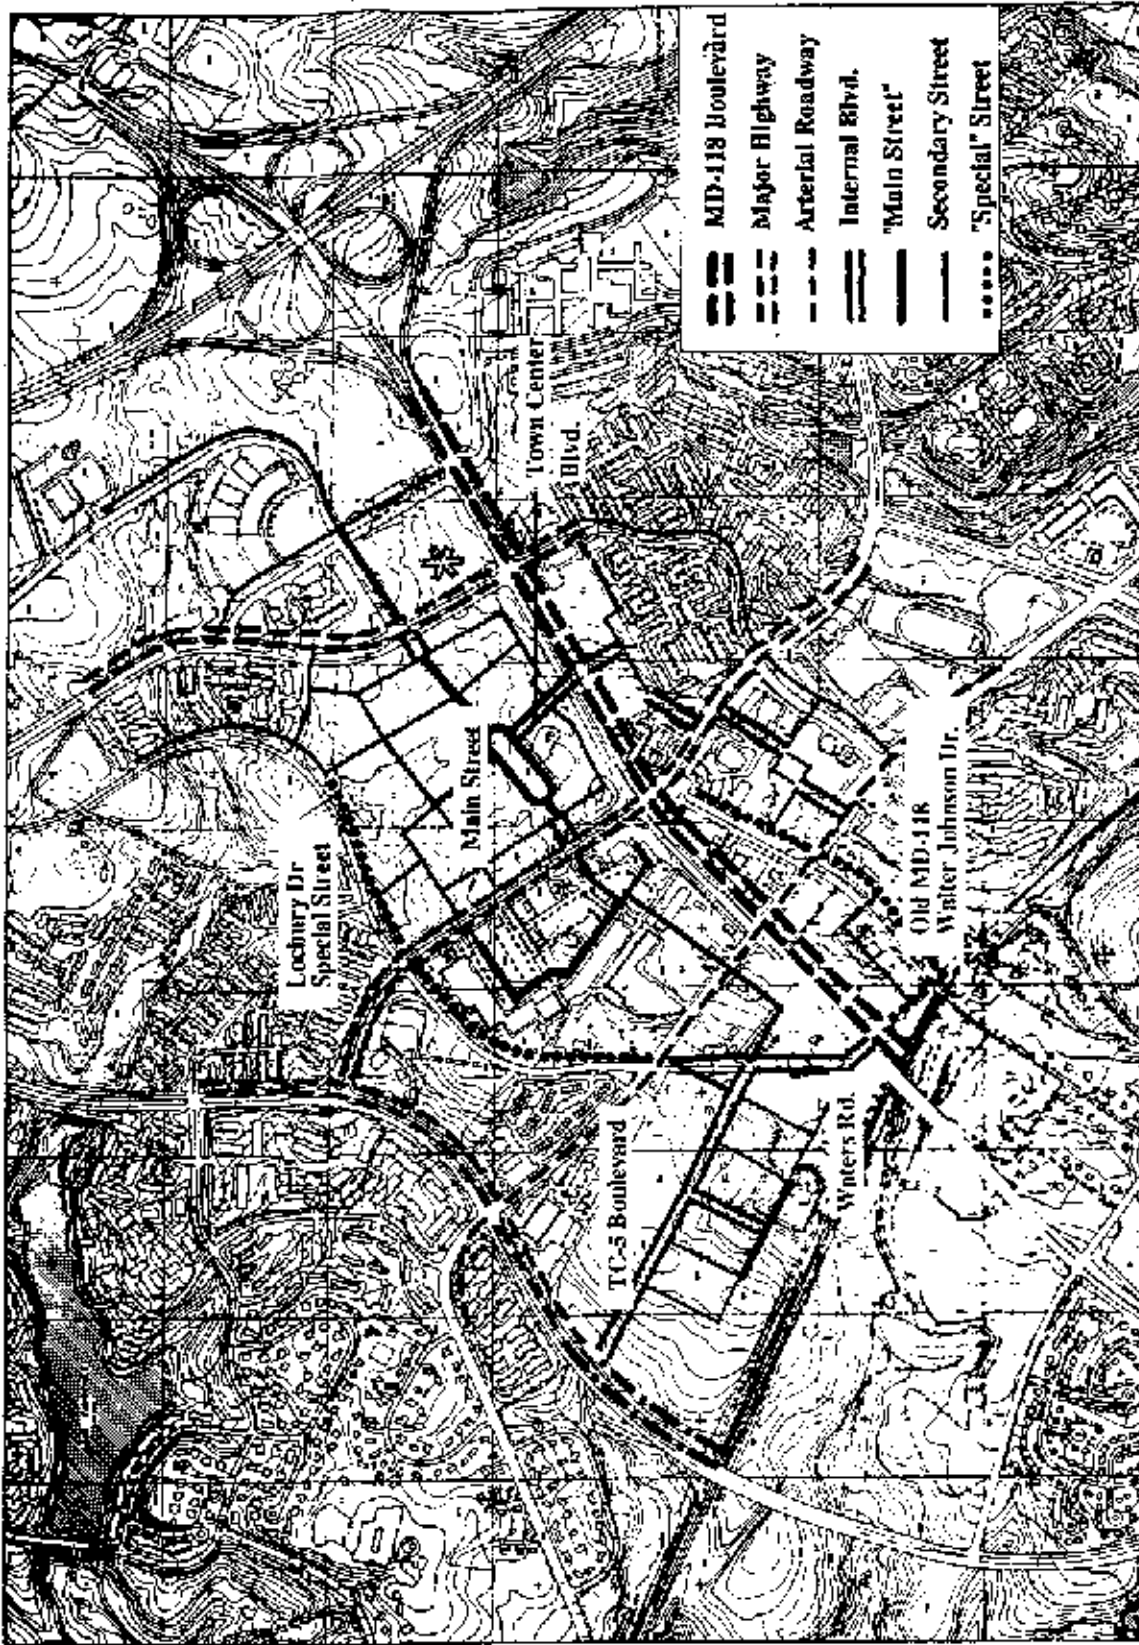 MD-118 Boulevard
Major Highway
Arterial Roadway
Internal Blvd.
"Main Street"
Secondary Street
"Special" Street
Town Center
Blvd.
Main Street
Locbury Dr
Special Street
Old MD-118
Walter Johnson Dr.
TC-5 Boulevard
Waters Rd.